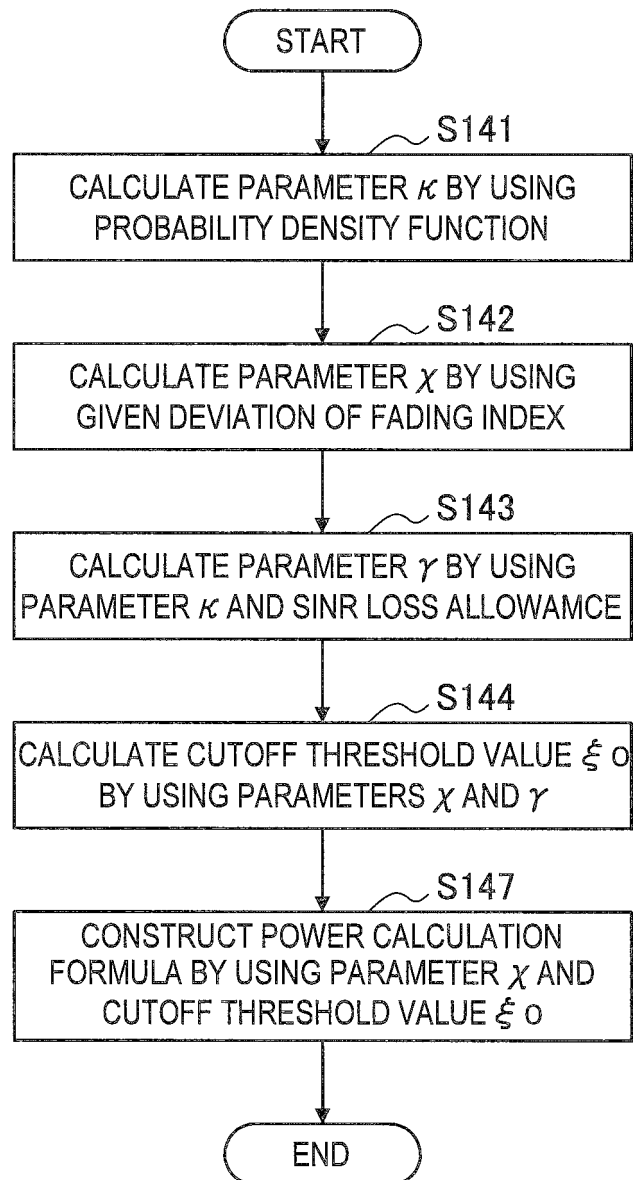 START
S141
CALCULATE PARAMETER κ BY USING
PROBABILITY DENSITY FUNCTION
S142
CALCULATE PARAMETER χ BY USING
GIVEN DEVIATION OF FADING INDEX
S143
CALCULATE PARAMETER γ BY USING
PARAMETER κ AND SINR LOSS ALLOWAMCE
S144
CALCULATE CUTOFF THRESHOLD VALUE ξ o
BY USING PARAMETERS χ AND γ
S147
CONSTRUCT POWER CALCULATION
FORMULA BY USING PARAMETER χ AND
CUTOFF THRESHOLD VALUE ξ o
END